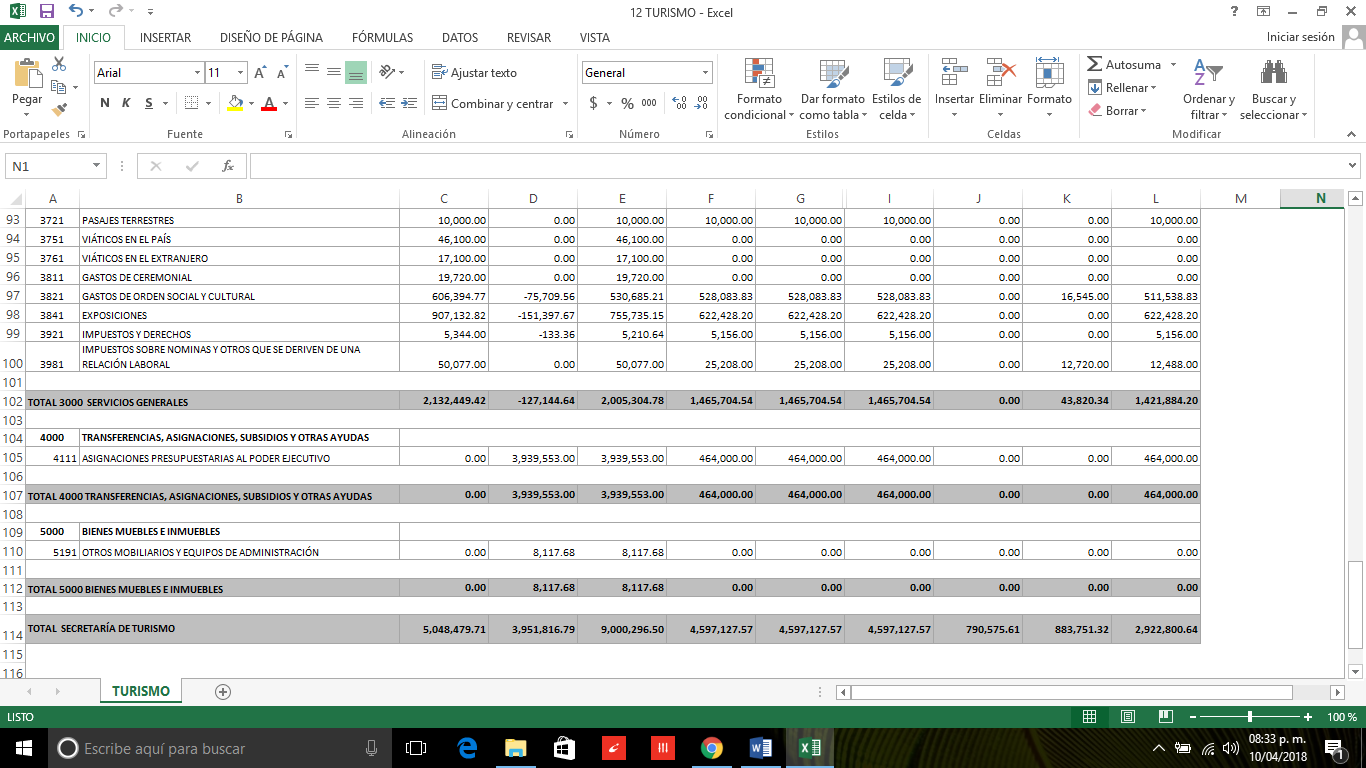 12 TURISMO - Excel
?
ARCHIVO INICIO INSERTAR DISEÑO DE PÁGINA FÓRMULAS DATOS REVISAR VISTA Iniciar sesión
Pegar
Arial 11 A A
N K S A
Ajustar texto
Combinar y centrar
General
$ % 000
Formato condicional
Dar formato como tabla
Estilos de celda
Insertar Eliminar Formato
Autosuma
Rellenar
Borrar
Ordenar y filtrar
Buscar y seleccionar
Portapapeles Fuente Alineación Número Estilos Celdas Modificar
N1 fx
A B C D E F G I J K L M N
93 3721 PASAJES TERRESTRES 10,000.00 0.00 10,000.00 10,000.00 10,000.00 10,000.00 0.00 0.00 10,000.00
94 3751 VIÁTICOS EN EL PAÍS 46,100.00 0.00 46,100.00 0.00 0.00 0.00 0.00 0.00 0.00
95 3761 VIÁTICOS EN EL EXTRANJERO 17,100.00 0.00 17,100.00 0.00 0.00 0.00 0.00 0.00 0.00
96 3811 GASTOS DE CEREMONIAL 19,720.00 0.00 19,720.00 0.00 0.00 0.00 0.00 0.00 0.00
97 3821 GASTOS DE ORDEN SOCIAL Y CULTURAL 606,394.77 -75,709.56 530,685.21 528,083.83 528,083.83 528,083.83 0.00 16,545.00 511,538.83
98 3841 EXPOSICIONES 907,132.82 -151,397.67 755,735.15 622,428.20 622,428.20 622,428.20 0.00 0.00 622,428.20
99 3921 IMPUESTOS Y DERECHOS 5,344.00 -133.36 5,210.64 5,156.00 5,156.00 5,156.00 0.00 0.00 5,156.00
IMPUESTOS SOBRE NOMINAS Y OTROS QUE SE DERIVEN DE UNA
100 3981 RELACIÓN LABORAL 50,077.00 0.00 50,077.00 25,208.00 25,208.00 25,208.00 0.00 12,720.00 12,488.00
101
102 TOTAL 3000 SERVICIOS GENERALES 2,132,449.42 -127,144.64 2,005,304.78 1,465,704.54 1,465,704.54 1,465,704.54 0.00 43,820.34 1,421,884.20
103
104 4000 TRANSFERENCIAS, ASIGNACIONES, SUBSIDIOS Y OTRAS AYUDAS
105 4111 ASIGNACIONES PRESUPUESTARIAS AL PODER EJECUTIVO 0.00 3,939,553.00 3,939,553.00 464,000.00 464,000.00 464,000.00 0.00 0.00 464,000.00
106
107 TOTAL 4000 TRANSFERENCIAS, ASIGNACIONES, SUBSIDIOS Y OTRAS AYUDAS 0.00 3,939,553.00 3,939,553.00 464,000.00 464,000.00 464,000.00 0.00 0.00 464,000.00
108
109 5000 BIENES MUEBLES E INMUEBLES
110 5191 OTROS MOBILIARIOS Y EQUIPOS DE ADMINISTRACIÓN 0.00 8,117.68 8,117.68 0.00 0.00 0.00 0.00 0.00 0.00
111
112 TOTAL 5000 BIENES MUEBLES E INMUEBLES 0.00 8,117.68 8,117.68 0.00 0.00 0.00 0.00 0.00 0.00
113
114 TOTAL SECRETARÍA DE TURISMO 5,048,479.71 3,951,816.79 9,000,296.50 4,597,127.57 4,597,127.57 4,597,127.57 790,575.61 883,751.32 2,922,800.64
115
116
TURISMO
LISTO 100 %
Escribe aquí para buscar
08:33 p. m.
10/04/2018
1